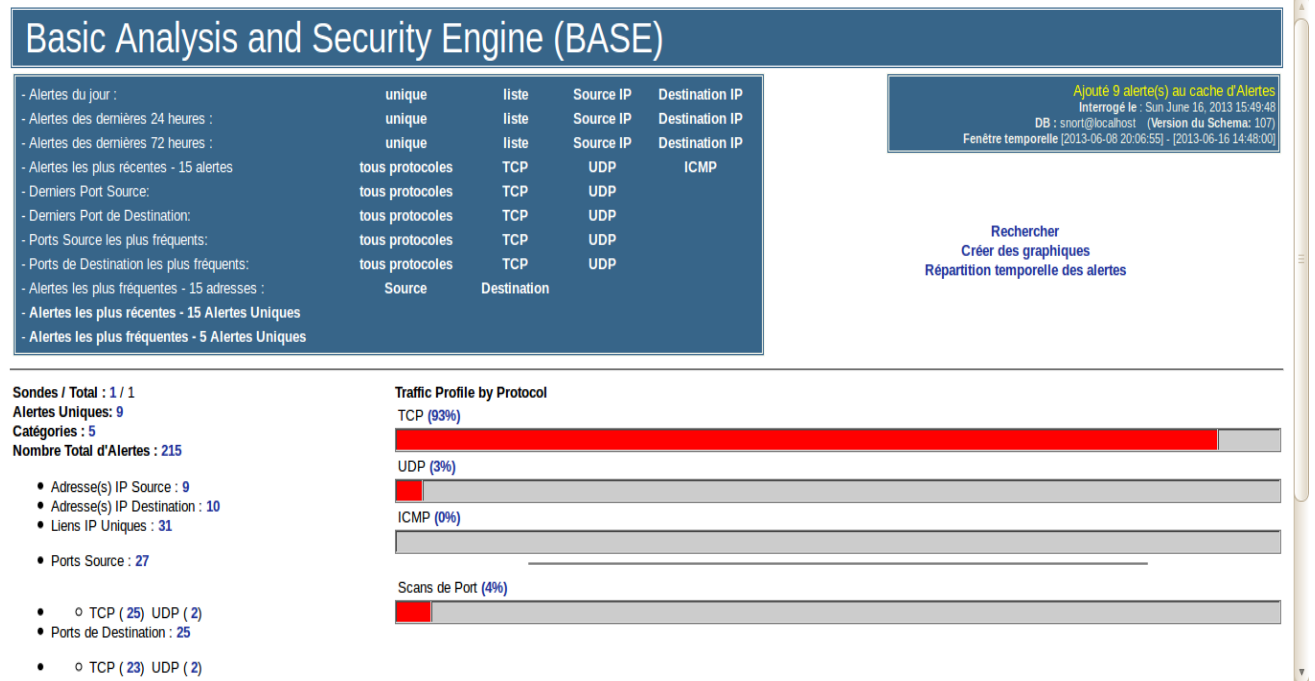 Basic Analysis and Security Engine (BASE)
- Alertes du jour : unique liste Source IP Destination IP
- Alertes des dernières 24 heures : unique liste Source IP Destination IP
- Alertes des dernières 72 heures : unique liste Source IP Destination IP
- Alertes les plus récentes - 15 alertes tous protocoles TCP UDP ICMP
- Derniers Port Source: tous protocoles TCP UDP
- Derniers Port de Destination: tous protocoles TCP UDP
- Ports Source les plus fréquents: tous protocoles TCP UDP
- Ports de Destination les plus fréquents: tous protocoles TCP UDP
- Alertes les plus fréquentes - 15 adresses : Source Destination
- Alertes les plus récentes - 15 Alertes Uniques
- Alertes les plus fréquentes - 5 Alertes Uniques
Ajouté 9 alerte(s) au cache d'Alertes
Interrogé le : Sun June 16, 2013 15:49:48
DB : snort@localhost (Version du Schema: 107)
Fenêtre temporelle [2013-06-08 20:06:55] - [2013-06-16 14:48:00]
Rechercher
Créer des graphiques
Répartition temporelle des alertes
Sondes / Total : 1 / 1
Alertes Uniques: 9
Catégories : 5
Nombre Total d'Alertes : 215
• Adresse(s) IP Source : 9
• Adresse(s) IP Destination : 10
• Liens IP Uniques : 31
• Ports Source : 27
• ○ TCP ( 25) UDP ( 2)
• Ports de Destination : 25
• ○ TCP ( 23) UDP ( 2)
Traffic Profile by Protocol
TCP (93%)
UDP (3%)
ICMP (0%)
Scans de Port (4%)